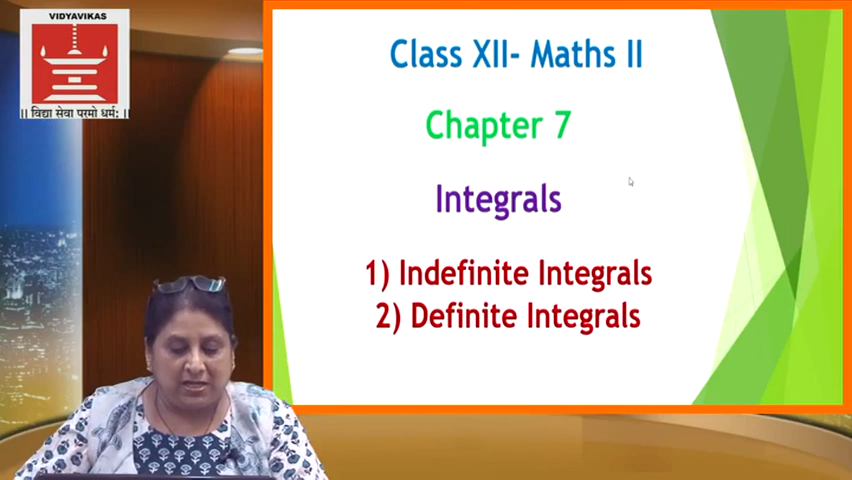 VIDYAVIKAS
।। विद्या सेवा परमो धर्म: ।।
Class XII- Maths II
Chapter 7
Integrals
1) Indefinite Integrals
2) Definite Integrals